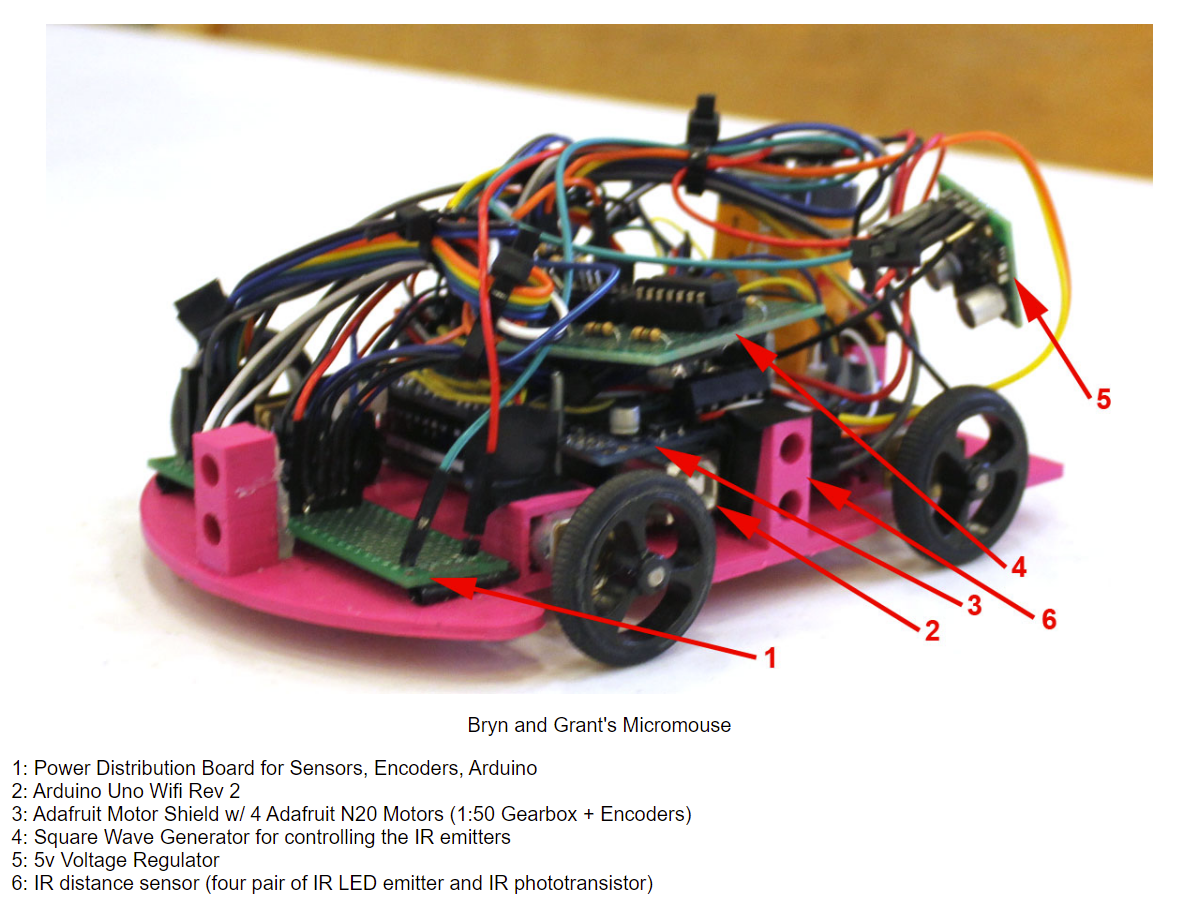 5
4
3
6
2
1
Bryn and Grant's Micromouse
1: Power Distribution Board for Sensors, Encoders, Arduino
2: Arduino Uno Wifi Rev 2
3: Adafruit Motor Shield w/ 4 Adafruit N20 Motors (1:50 Gearbox + Encoders)
4: Square Wave Generator for controlling the IR emitters
5: 5v Voltage Regulator
6: IR distance sensor (four pair of IR LED emitter and IR phototransistor)